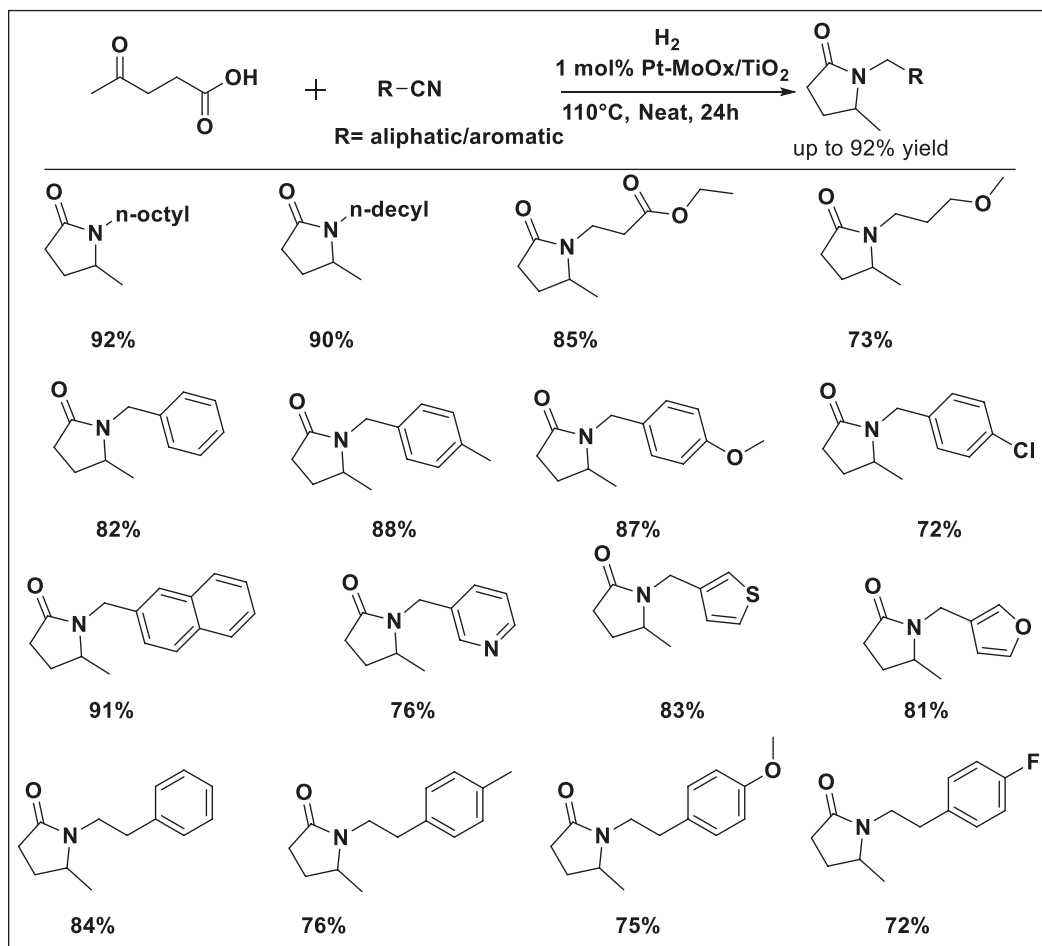 O
OH
O
+
R-CN
R= aliphatic/aromatic
H2
1 mol% Pt-MoOx/TiO2
110°C, Neat, 24h
O
N
R
up to 92% yield
O
N
n-octyl
92%
O
N
n-decyl
90%
O
N
O
O
85%
O
N
O
73%
O
N
82%
O
N
88%
O
N
O
87%
O
N
Cl
72%
O
N
91%
O
N
N
76%
O
N
S
83%
O
N
O
81%
O
N
84%
O
N
76%
O
N
O
75%
O
N
F
72%